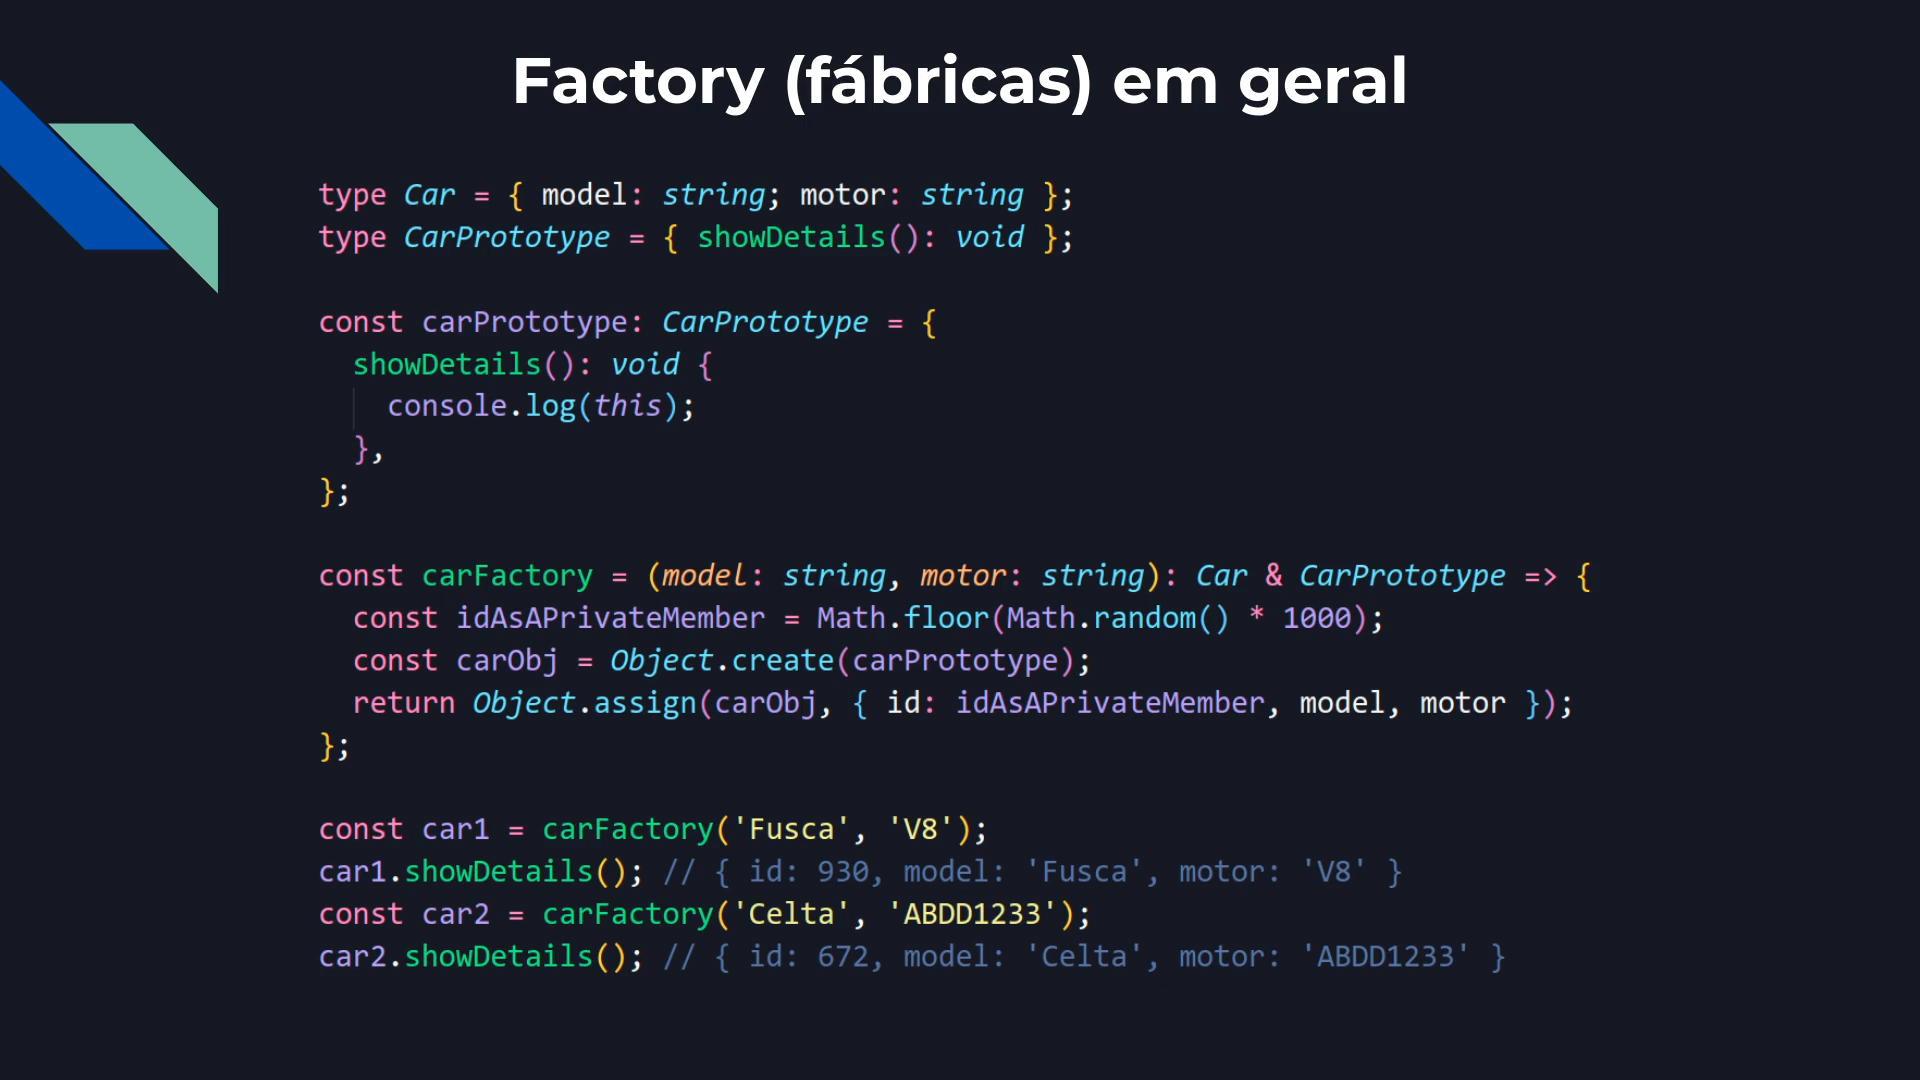 Factory (fábricas) em geral
type Car = { model: string; motor: string };
type CarPrototype = { showDetails(): void };
const carPrototype: CarPrototype = {
  showDetails(): void {
    console.log(this);
  },
};
const carFactory = (model: string, motor: string): Car & CarPrototype => {
  const idAsAPrivateMember = Math.floor(Math.random() * 1000);
  const carObj = Object.create(carPrototype);
  return Object.assign(carObj, { id: idAsAPrivateMember, model, motor });
};
const car1 = carFactory('Fusca', 'V8');
car1.showDetails(); // { id: 930, model: 'Fusca', motor: 'V8' }
const car2 = carFactory('Celta', 'ABDD1233');
car2.showDetails(); // { id: 672, model: 'Celta', motor: 'ABDD1233' }